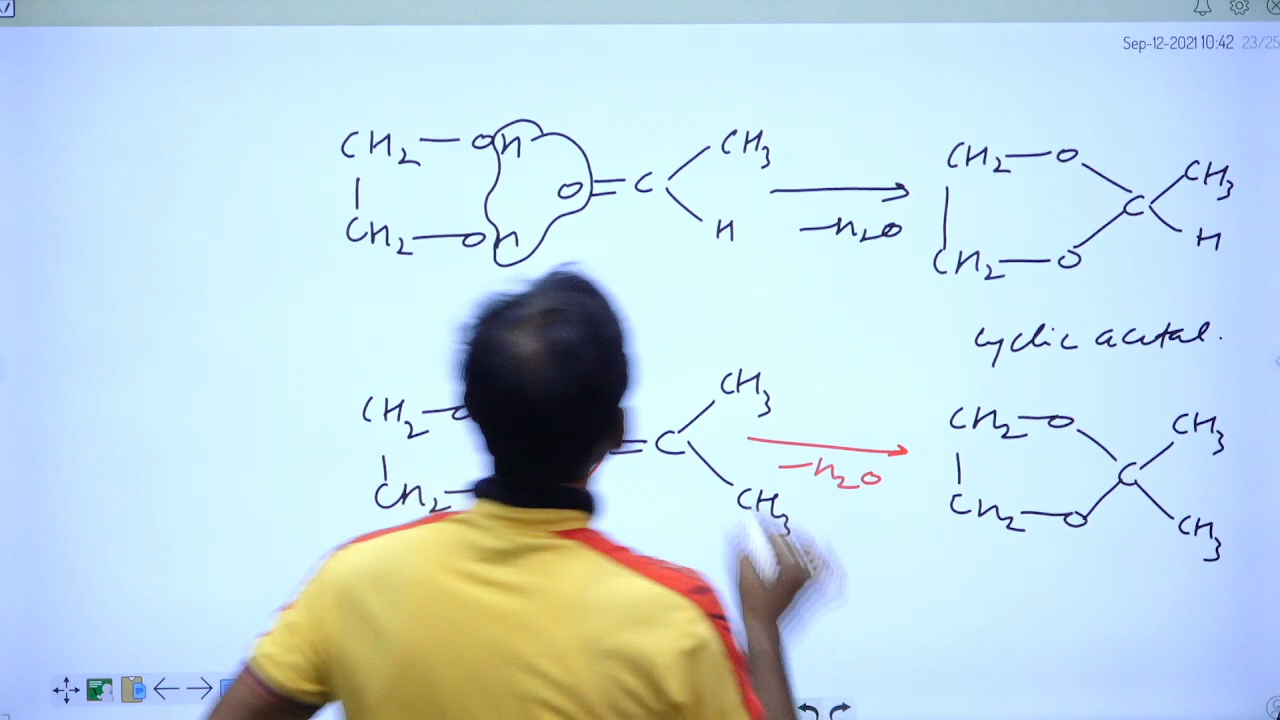 Sep-12-2021 10:42 23/25
CH2—OH
O=C
CH3
H
CH2—OH
—H2O
CH2—O
C
CH3
H
CH2—O
cyclic acetal.
CH2—O
=C
CH3
CH3
CH2—
—H2O
CH2—O
C
CH3
CH3
CH2—O